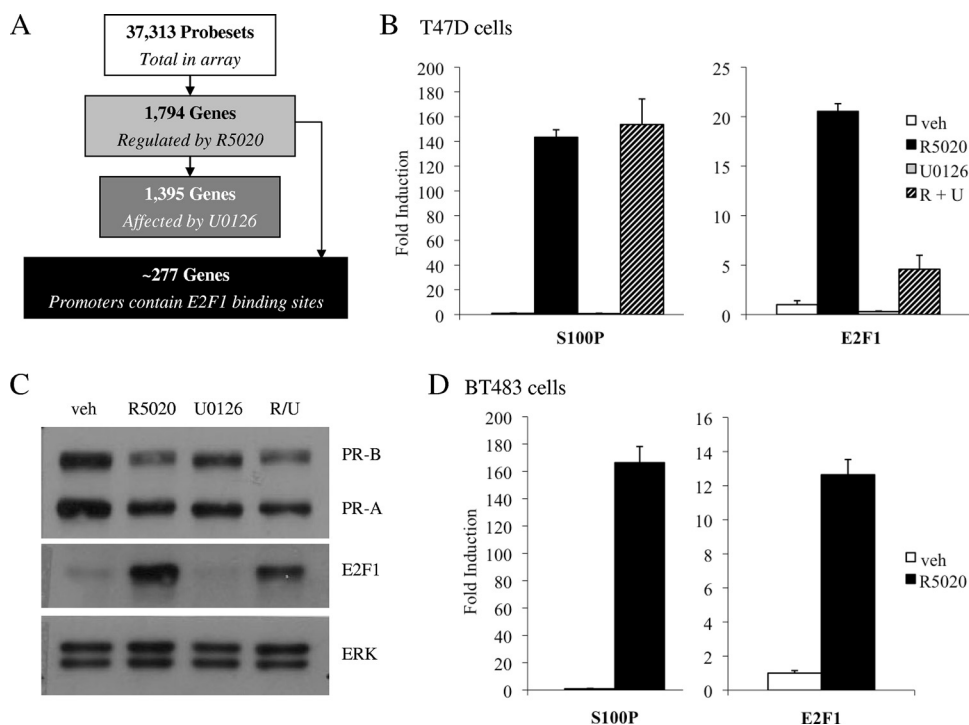 A
37,313 Probesets
Total in array
1,794 Genes
Regulated by R5020
1,395 Genes
Affected by U0126
~277 Genes
Promoters contain E2F1 binding sites
B T47D cells
Fold Induction
200
180
160
140
120
100
80
60
40
20
0
S100P
25
20
15
10
5
0
E2F1
veh
R5020
U0126
R + U
C
veh R5020 U0126 R/U
PR-B
PR-A
E2F1
ERK
D BT483 cells
Fold Induction
200
180
160
140
120
100
80
60
40
20
0
S100P
14
12
10
8
6
4
2
0
E2F1
veh
R5020